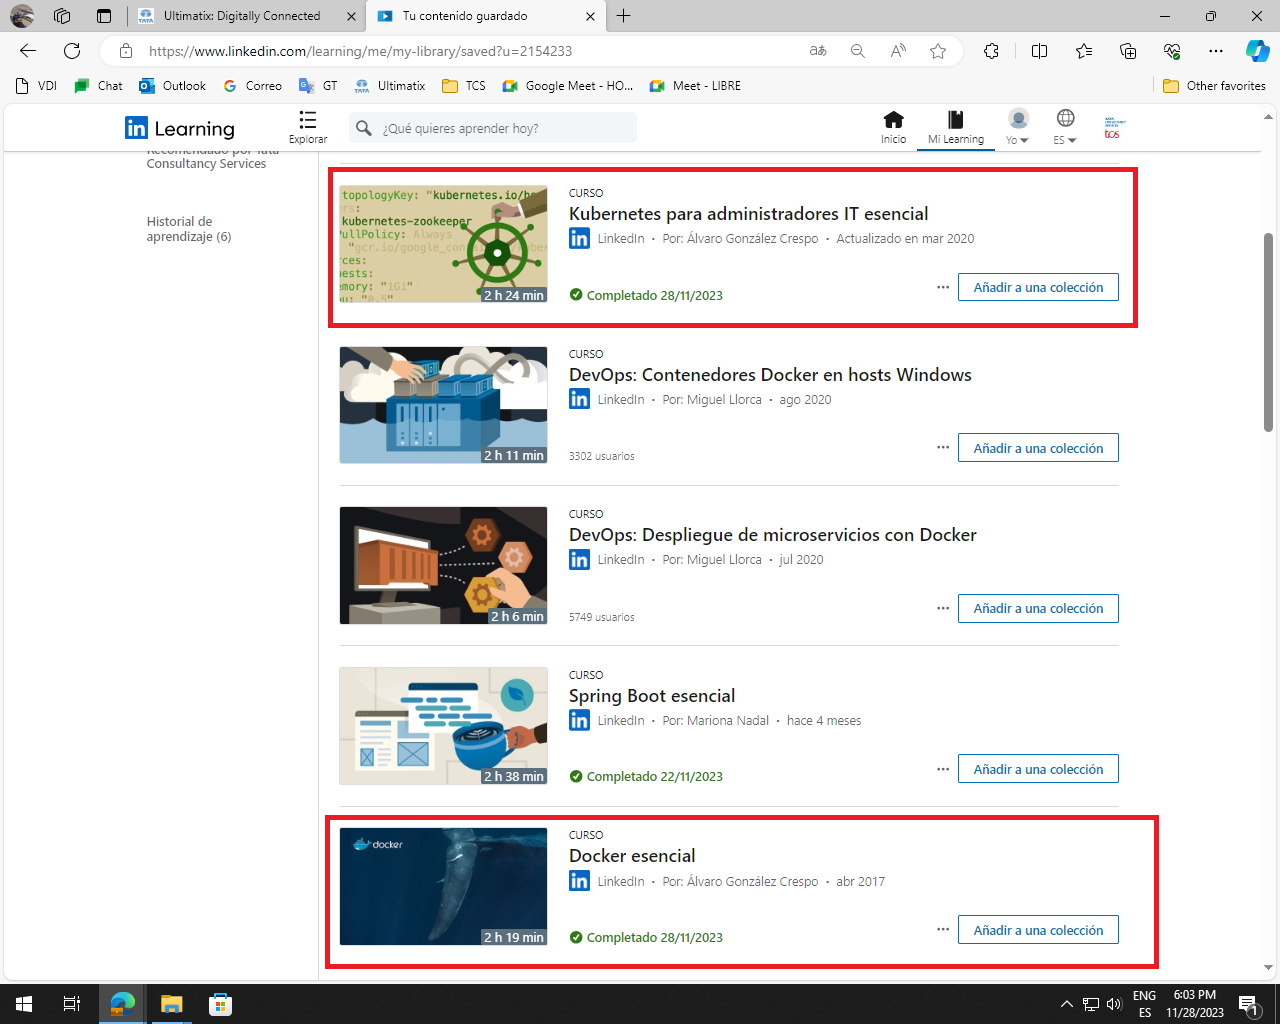 Ultimatix: Digitally Connected
Tu contenido guardado
https://www.linkedin.com/learning/me/my-library/saved?u=2154233
VDI
Chat
Outlook
Correo
GT
Ultimatix
TCS
Google Meet - HO...
Meet - LIBRE
Other favorites
Learning
Explorar
¿Qué quieres aprender hoy?
Inicio
Mi Learning
Yo
ES
tcs
Recomendado por Tata
Consultancy Services
Historial de
aprendizaje (6)
topologyKey: "kubernetes.io/ho
kubernetes-zookeeper
PullPolicy: Always
2 h 24 min
CURSO
Kubernetes para administradores IT esencial
LinkedIn • Por: Álvaro González Crespo • Actualizado en mar 2020
Completado 28/11/2023
Añadir a una colección
2 h 11 min
CURSO
DevOps: Contenedores Docker en hosts Windows
LinkedIn • Por: Miguel Llorca • ago 2020
3302 usuarios
Añadir a una colección
2 h 6 min
CURSO
DevOps: Despliegue de microservicios con Docker
LinkedIn • Por: Miguel Llorca • jul 2020
5749 usuarios
Añadir a una colección
2 h 38 min
CURSO
Spring Boot esencial
LinkedIn • Por: Mariona Nadal • hace 4 meses
Completado 22/11/2023
Añadir a una colección
docker
2 h 19 min
CURSO
Docker esencial
LinkedIn • Por: Álvaro González Crespo • abr 2017
Completado 28/11/2023
Añadir a una colección
ENG
ES
6:03 PM
11/28/2023
1